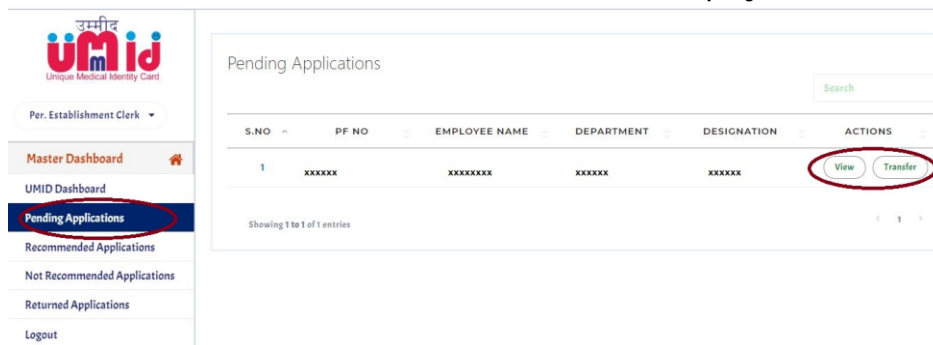 उम्मीद
UMmid
Unique Medical Identity Card
Per. Establishment Clerk
Master Dashboard
UMID Dashboard
Pending Applications
Recommended Applications
Not Recommended Applications
Returned Applications
Logout
Pending Applications
Search
S.NO PF NO EMPLOYEE NAME DEPARTMENT DESIGNATION ACTIONS
1 xxxxxx xxxxxxxx xxxxxx xxxxxx View Transfer
Showing 1 to 1 of 1 entries
1